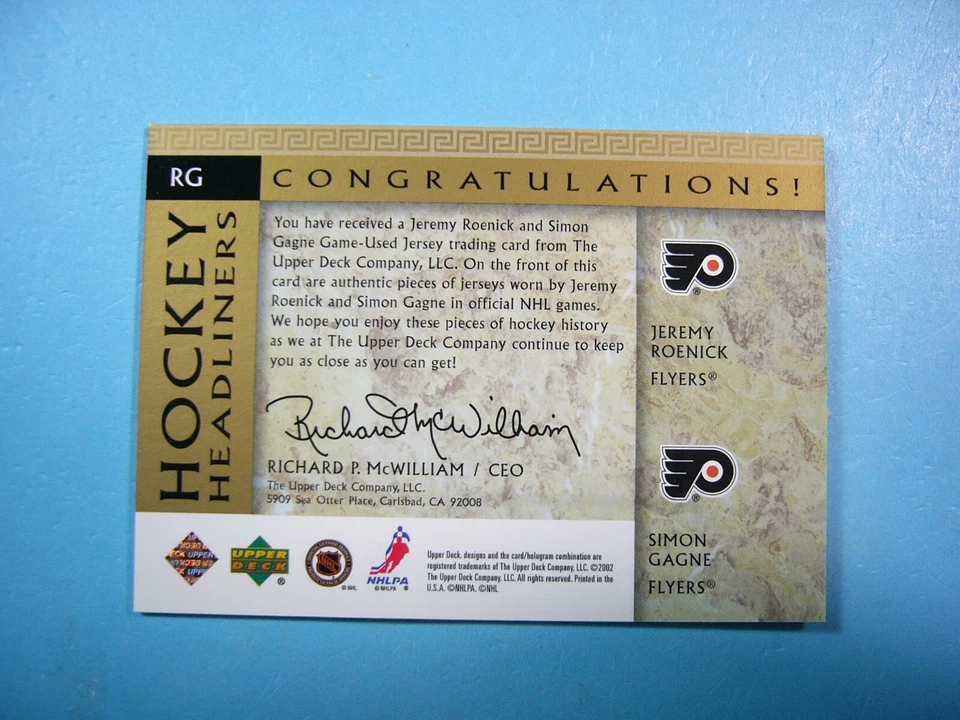 RG
CONGRATULATIONS!
HOCKEY
HEADLINERS
You have received a Jeremy Roenick and Simon
Gagne Game-Used Jersey trading card from The
Upper Deck Company, LLC. On the front of this
card are authentic pieces of jerseys worn by Jeremy
Roenick and Simon Gagne in official NHL games.
We hope you enjoy these pieces of hockey history
as we at The Upper Deck Company continue to keep
you as close as you can get!
Richard McWilliam
RICHARD P. McWILLIAM / CEO
The Upper Deck Company, LLC.
5909 Sea Otter Place, Carlsbad, CA 92008
JEREMY
ROENICK
FLYERS®
SIMON
GAGNE
FLYERS®
UPPER
DECK
®
NHL
© NHL
NHLPA
© NHLPA ®
Upper Deck, designs and the card/hologram combination are
registered trademarks of The Upper Deck Company, LLC. ©2002
The Upper Deck Company, LLC. All rights reserved. Printed in the
U.S.A. ©NHLPA. ©NHL